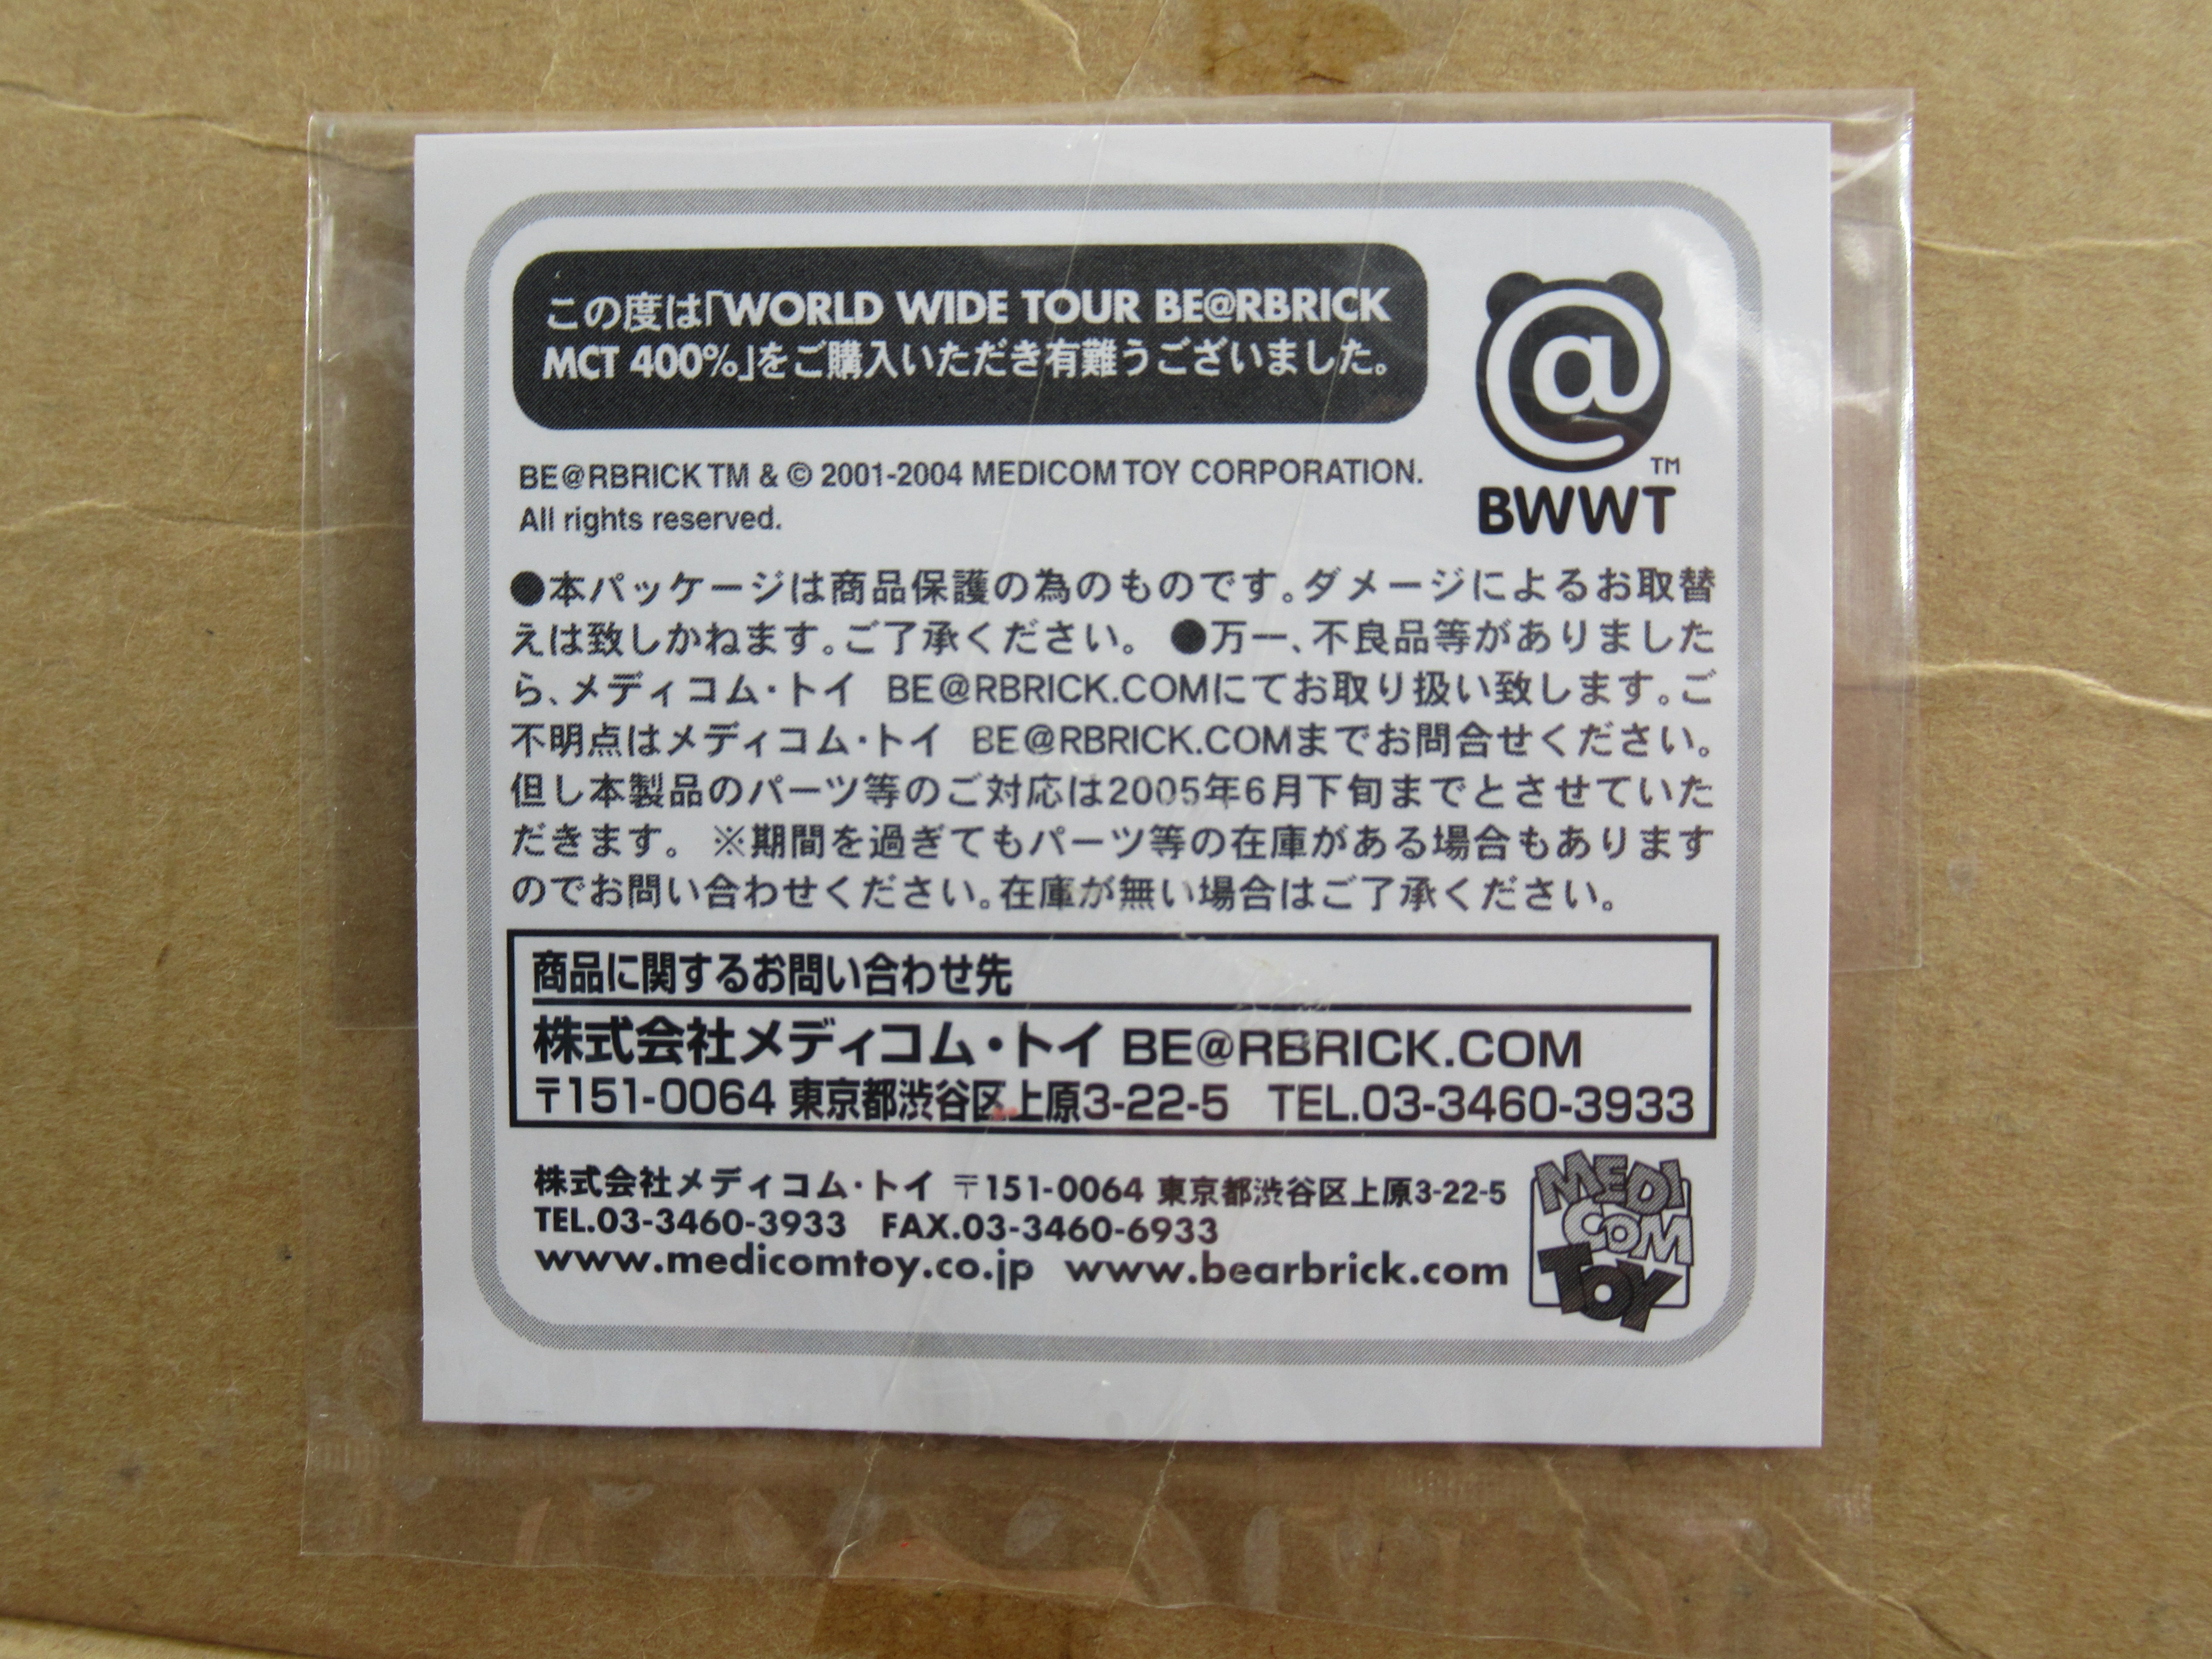 この度は「WORLD WIDE TOUR BE@RBRICK
MCT 400%」をご購入いただき有難うございました。
@
TM
BWWT
BE@RBRICK TM & © 2001-2004 MEDICOM TOY CORPORATION.
All rights reserved.
●本パッケージは商品保護の為のものです。ダメージによるお取替
えは致しかねます。ご了承ください。 ●万一、不良品等がありました
ら、メディコム・トイ BE@RBRICK.COMにてお取り扱い致します。ご
不明点はメディコム・トイ BE@RBRICK.COMまでお問合せください。
但し本製品のパーツ等のご対応は2005年6月下旬までとさせていた
だきます。 ※期間を過ぎてもパーツ等の在庫がある場合もあります
のでお問い合わせください。在庫が無い場合はご了承ください。
商品に関するお問い合わせ先
株式会社メディコム・トイ BE@RBRICK.COM
〒151-0064 東京都渋谷区上原3-22-5 TEL.03-3460-3933
株式会社メディコム・トイ 〒151-0064 東京都渋谷区上原3-22-5
TEL.03-3460-3933 FAX.03-3460-6933
www.medicomtoy.co.jp www.bearbrick.com
MEDI
COM
TOY